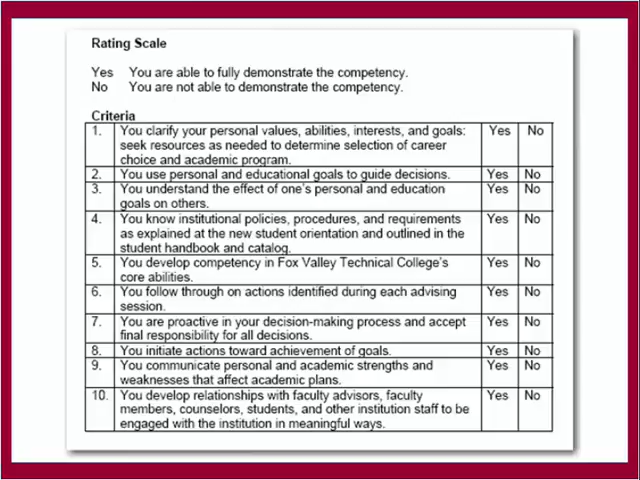 Rating Scale
Yes You are able to fully demonstrate the competency.
No You are not able to demonstrate the competency.
Criteria
1. You clarify your personal values, abilities, interests, and goals: Yes No
seek resources as needed to determine selection of career
choice and academic program.
2. You use personal and educational goals to guide decisions. Yes No
3. You understand the effect of one's personal and education Yes No
goals on others.
4. You know institutional policies, procedures, and requirements Yes No
as explained at the new student orientation and outlined in the
student handbook and catalog.
5. You develop competency in Fox Valley Technical College's Yes No
core abilities.
6. You follow through on actions identified during each advising Yes No
session.
7. You are proactive in your decision-making process and accept Yes No
final responsibility for all decisions.
8. You initiate actions toward achievement of goals. Yes No
9. You communicate personal and academic strengths and Yes No
weaknesses that affect academic plans.
10. You develop relationships with faculty advisors, faculty Yes No
members, counselors, students, and other institution staff to be
engaged with the institution in meaningful ways.